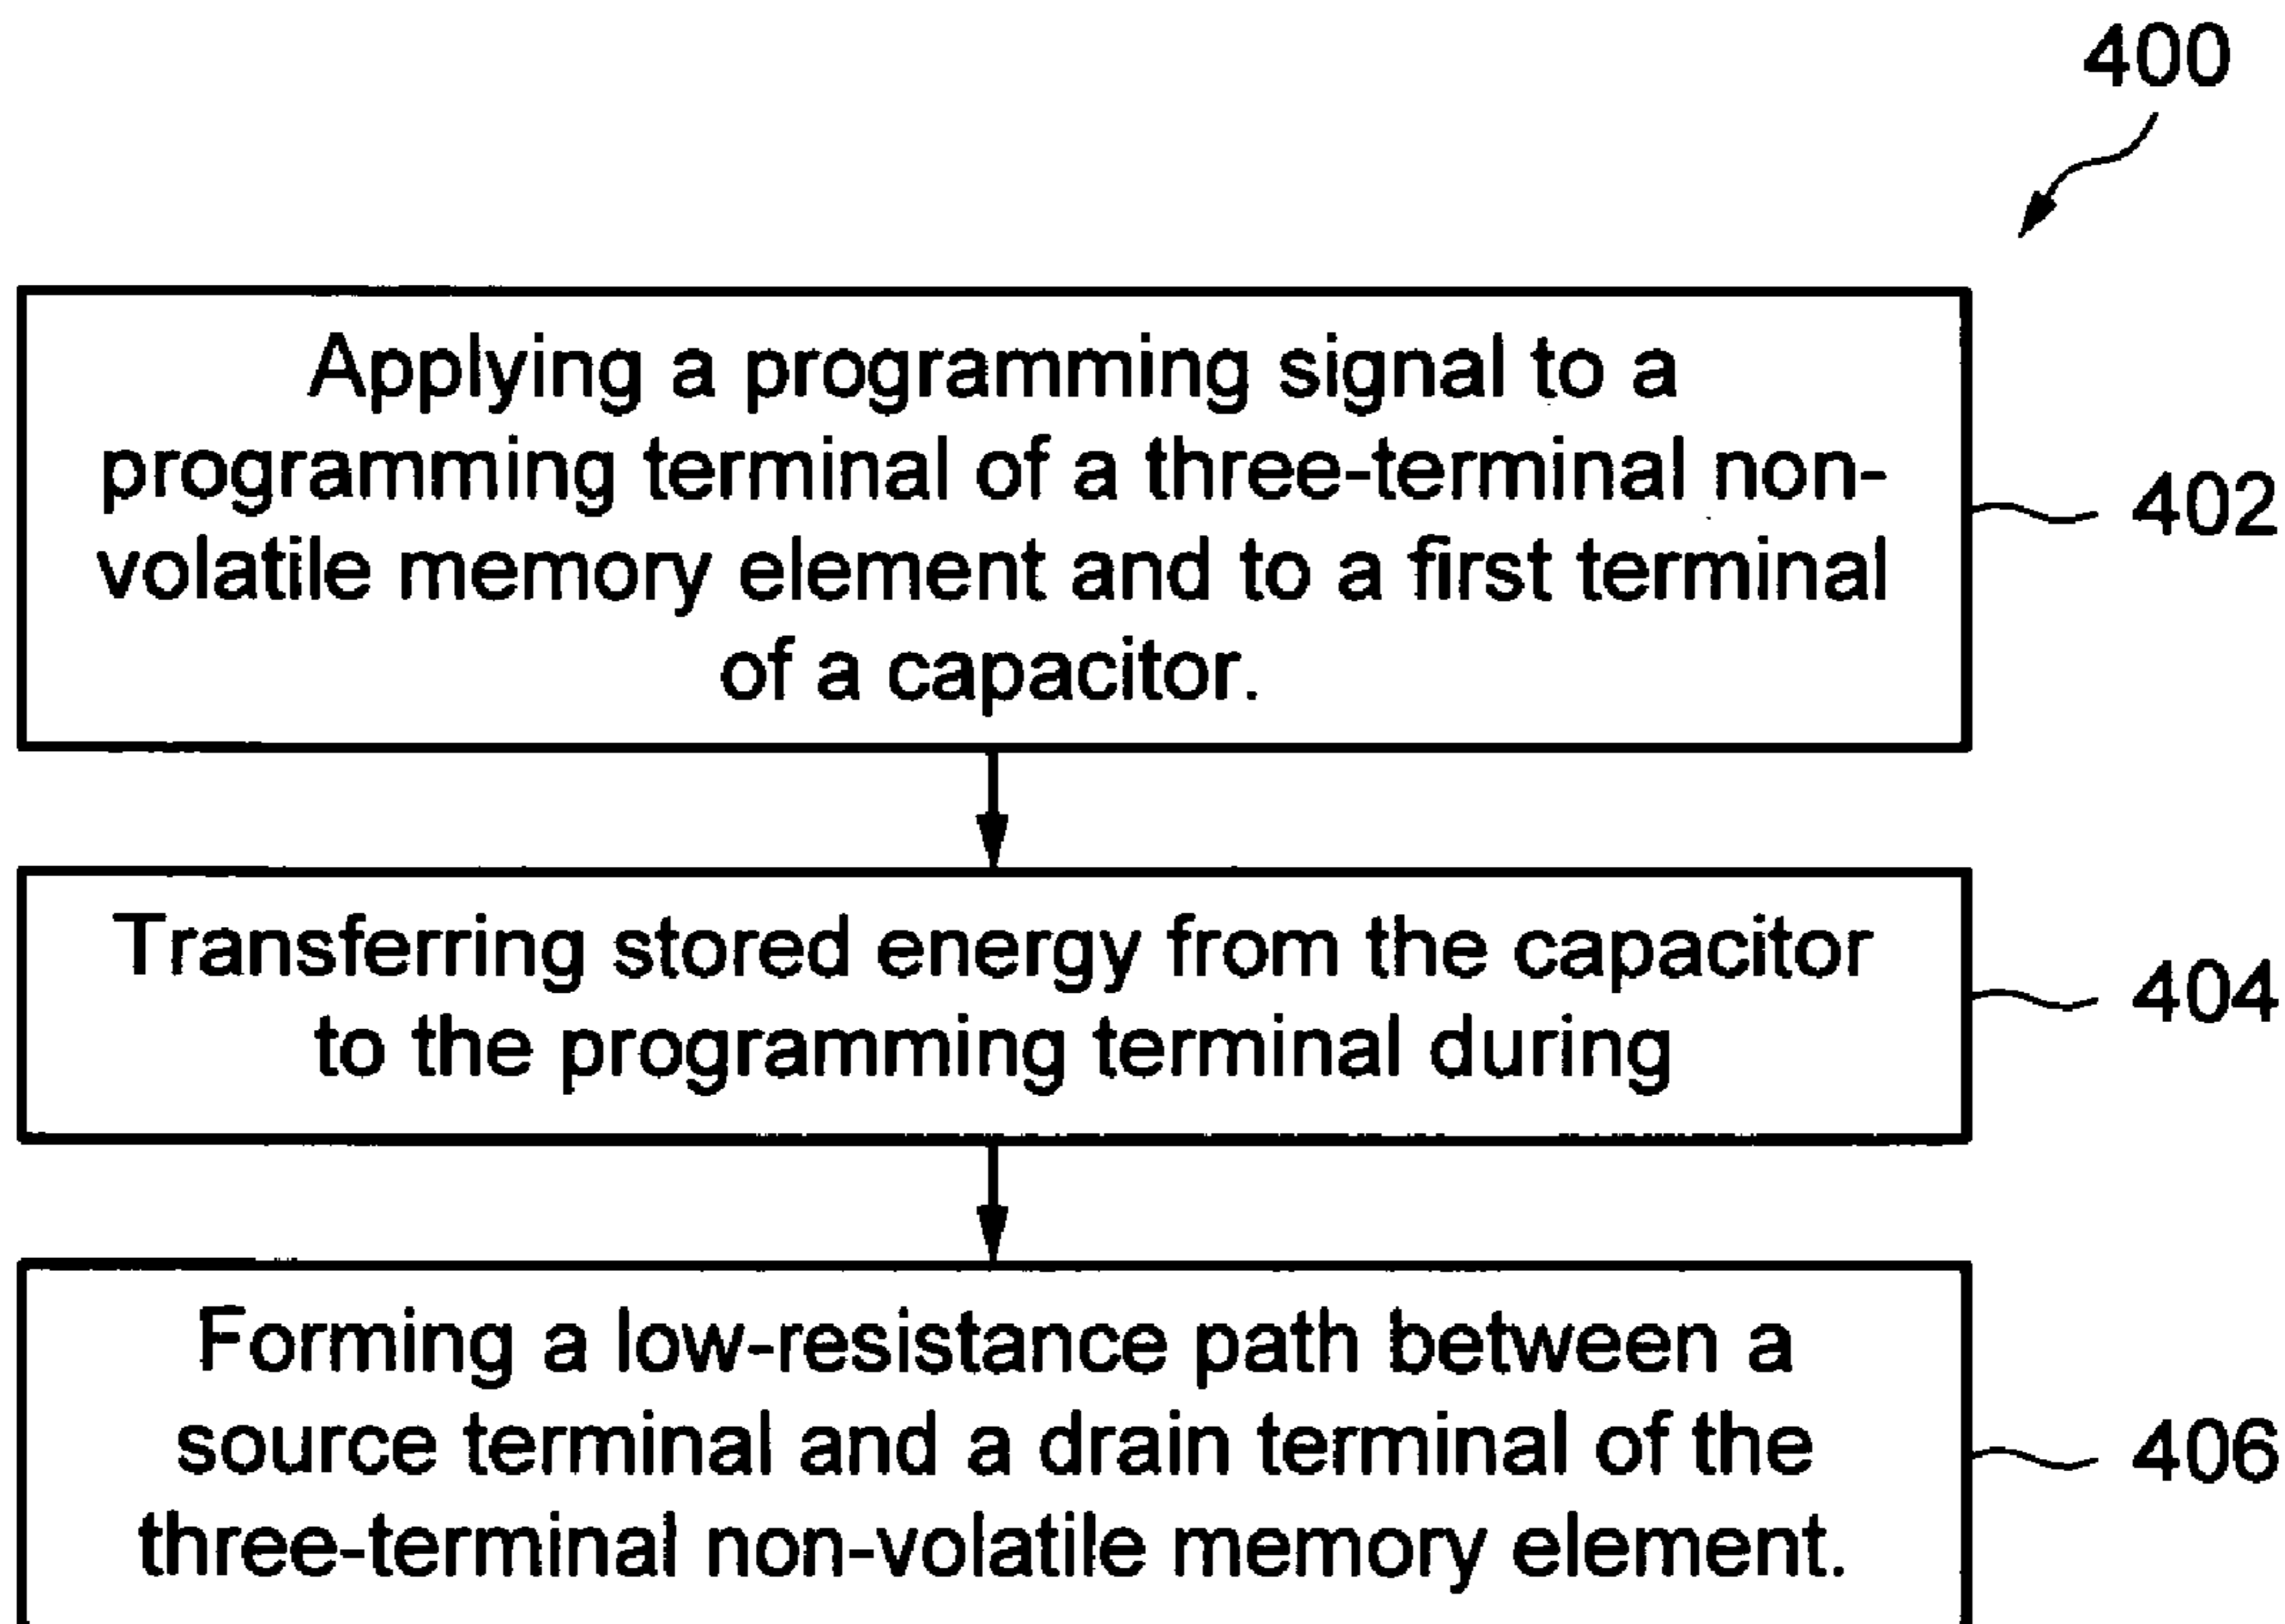 400
Applying a programming signal to a
programming terminal of a three-terminal non-
volatile memory element and to a first terminal
of a capacitor.
402
Transferring stored energy from the capacitor
to the programming terminal during
404
Forming a low-resistance path between a
source terminal and a drain terminal of the
three-terminal non-volatile memory element.
406